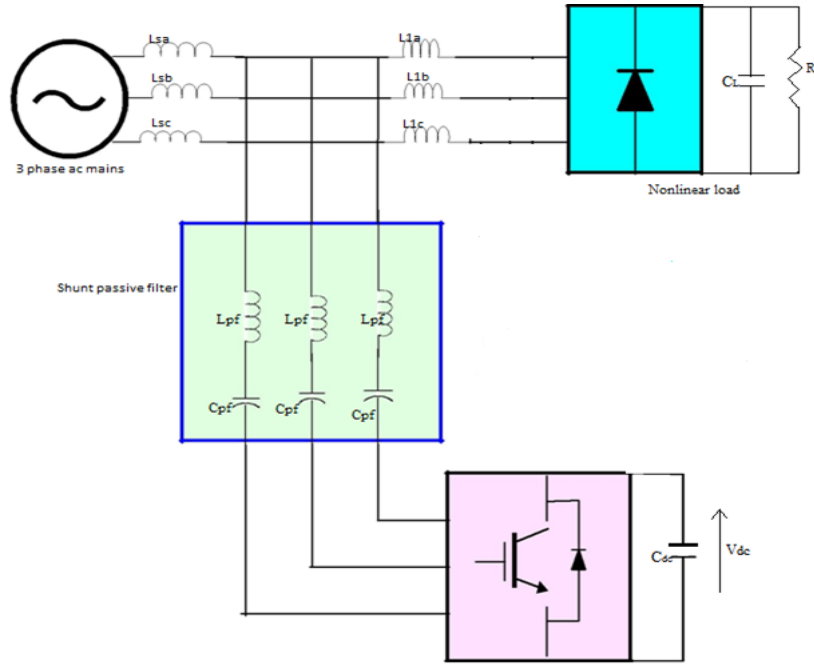 Lsa
L1a
Lsb
L1b
Lsc
L1c
CL
R
3 phase ac mains
Nonlinear load
Shunt passive filter
Lpf
Lpf
Lpf
Cpf
Cpf
Cpf
Cdc
Vdc